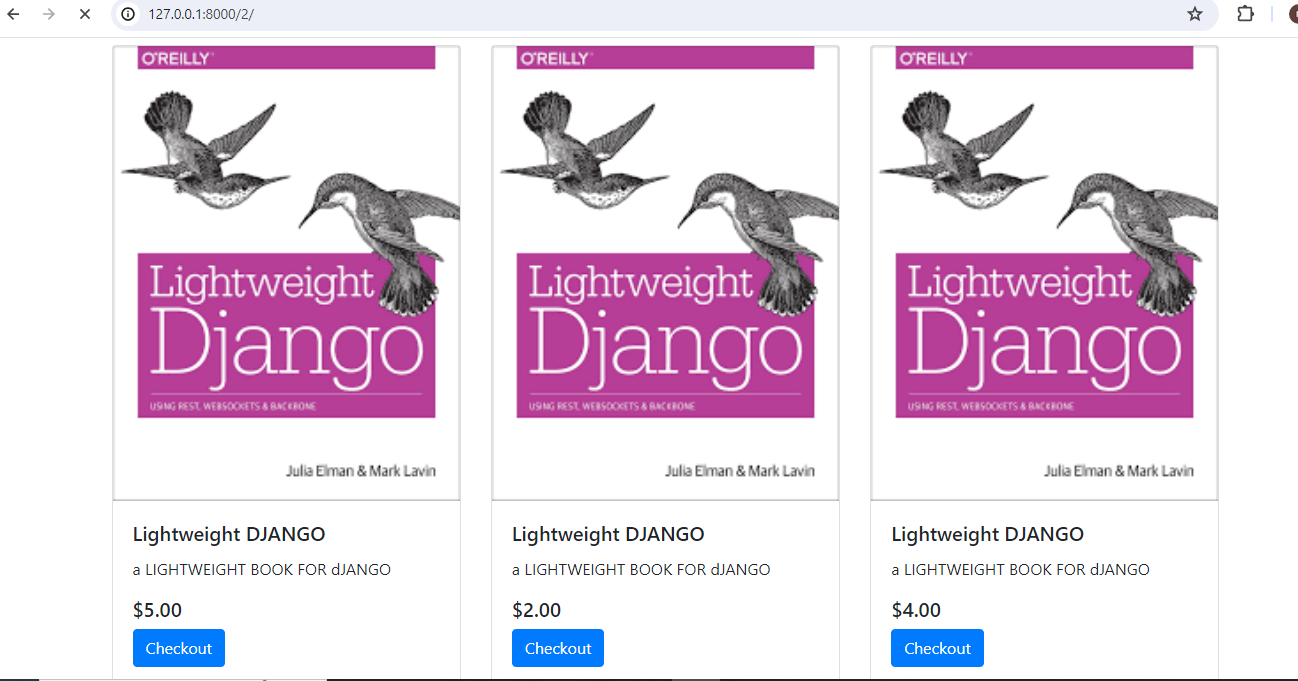 127.0.0.1:8000/2/
O'REILLY™
Lightweight
Django
USING REST, WEBSOCKETS & BACKBONE
Julia Elman & Mark Lavin
Lightweight DJANGO
a LIGHTWEIGHT BOOK FOR dJANGO
$5.00
Checkout
O'REILLY™
Lightweight
Django
USING REST, WEBSOCKETS & BACKBONE
Julia Elman & Mark Lavin
Lightweight DJANGO
a LIGHTWEIGHT BOOK FOR dJANGO
$2.00
Checkout
O'REILLY™
Lightweight
Django
USING REST, WEBSOCKETS & BACKBONE
Julia Elman & Mark Lavin
Lightweight DJANGO
a LIGHTWEIGHT BOOK FOR dJANGO
$4.00
Checkout